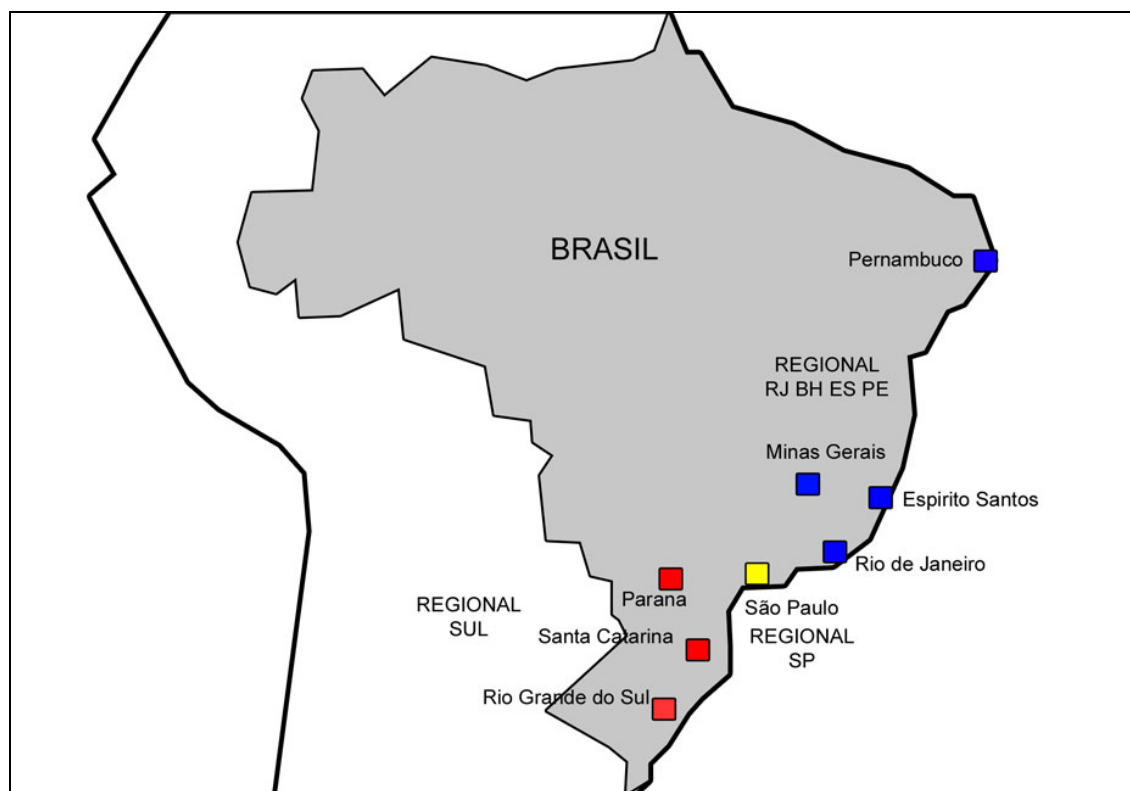 BRASIL
Pernambuco
REGIONAL
RJ BH ES PE
Minas Gerais
Espirito Santos
Rio de Janeiro
Parana
São Paulo
REGIONAL
SUL
Santa Catarina
REGIONAL
SP
Rio Grande do Sul